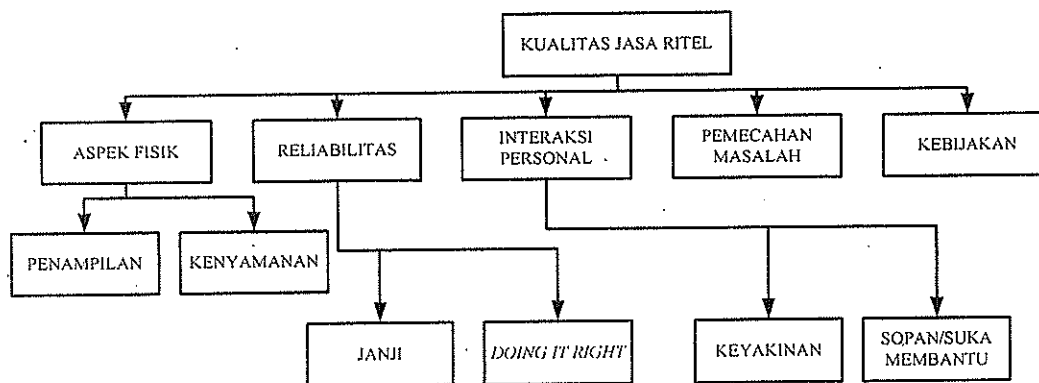 KUALITAS JASA RITEL
ASPEK FISIK
RELIABILITAS
INTERAKSI
PERSONAL
PEMECAHAN
MASALAH
KEBIJAKAN
PENAMPILAN
KENYAMANAN
JANJI
DOING IT RIGHT
KEYAKINAN
SOPAN/SUKA
MEMBANTU